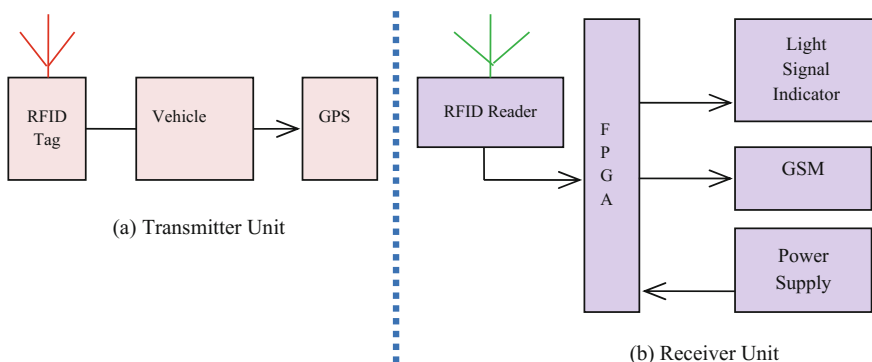 RFID
Tag
Vehicle
GPS
(a) Transmitter Unit
RFID Reader
F
P
G
A
Light
Signal
Indicator
GSM
Power
Supply
(b) Receiver Unit